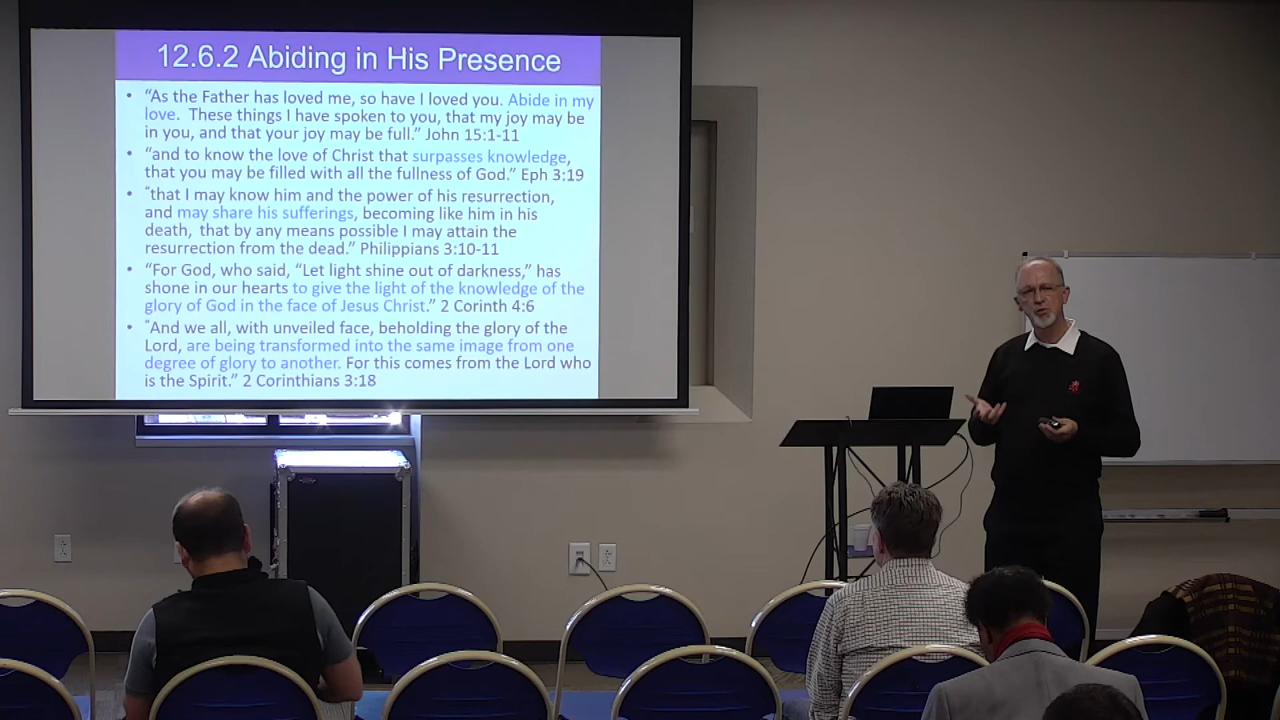 12.6.2 Abiding in His Presence
• “As the Father has loved me, so have I loved you. Abide in my
love. These things I have spoken to you, that my joy may be
in you, and that your joy may be full.” John 15:1-11
• “and to know the love of Christ that surpasses knowledge,
that you may be filled with all the fullness of God.” Eph 3:19
• “that I may know him and the power of his resurrection,
and may share his sufferings, becoming like him in his
death, that by any means possible I may attain the
resurrection from the dead.” Philippians 3:10-11
• “For God, who said, “Let light shine out of darkness,” has
shone in our hearts to give the light of the knowledge of the
glory of God in the face of Jesus Christ.” 2 Corinth 4:6
• “And we all, with unveiled face, beholding the glory of the
Lord, are being transformed into the same image from one
degree of glory to another. For this comes from the Lord who
is the Spirit.” 2 Corinthians 3:18